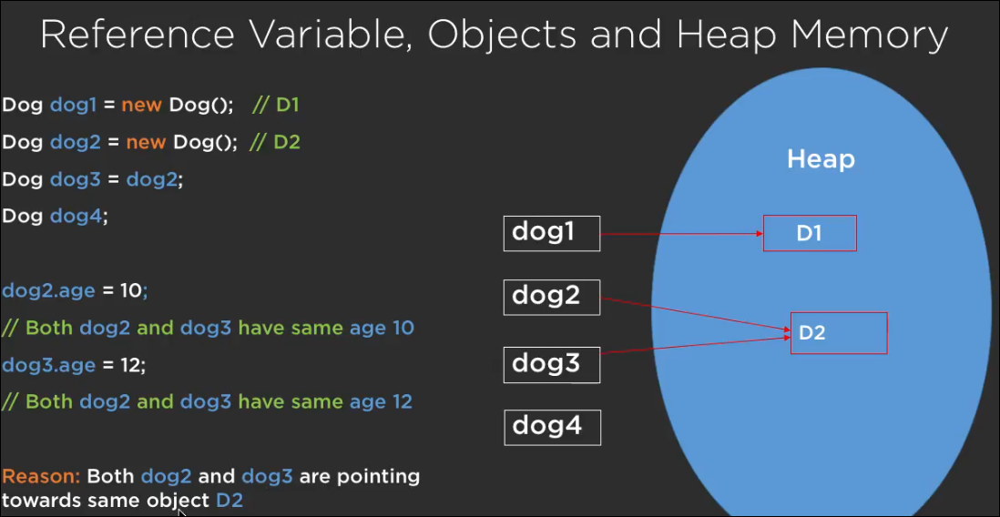 Reference Variable, Objects and Heap Memory
Dog dog1 = new Dog(); // D1
Dog dog2 = new Dog(); // D2
Dog dog3 = dog2;
Dog dog4;
dog2.age = 10;
// Both dog2 and dog3 have same age 10
dog3.age = 12;
// Both dog2 and dog3 have same age 12
Reason: Both dog2 and dog3 are pointing
towards same object D2
Heap
dog1
D1
dog2
D2
dog3
dog4